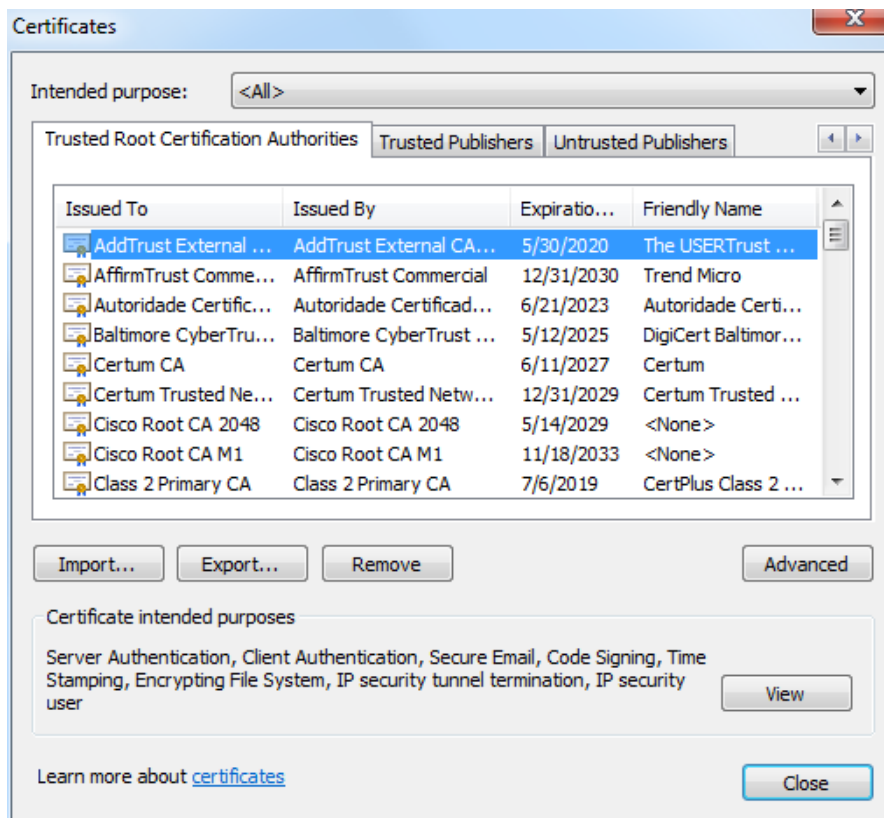 Certificates
Intended purpose: <All>
Trusted Root Certification Authorities Trusted Publishers Untrusted Publishers
Issued To Issued By Expiratio... Friendly Name
AddTrust External ... AddTrust External CA... 5/30/2020 The USERTrust ...
AffirmTrust Comme... AffirmTrust Commercial 12/31/2030 Trend Micro
Autoridade Certific... Autoridade Certificad... 6/21/2023 Autoridade Certi...
Baltimore CyberTru... Baltimore CyberTrust ... 5/12/2025 DigiCert Baltimor...
Certum CA Certum CA 6/11/2027 Certum
Certum Trusted Ne... Certum Trusted Netw... 12/31/2029 Certum Trusted ...
Cisco Root CA 2048 Cisco Root CA 2048 5/14/2029 <None>
Cisco Root CA M1 Cisco Root CA M1 11/18/2033 <None>
Class 2 Primary CA Class 2 Primary CA 7/6/2019 CertPlus Class 2 ...
Import... Export... Remove Advanced
Certificate intended purposes
Server Authentication, Client Authentication, Secure Email, Code Signing, Time
Stamping, Encrypting File System, IP security tunnel termination, IP security
user
View
Learn more about certificates
Close